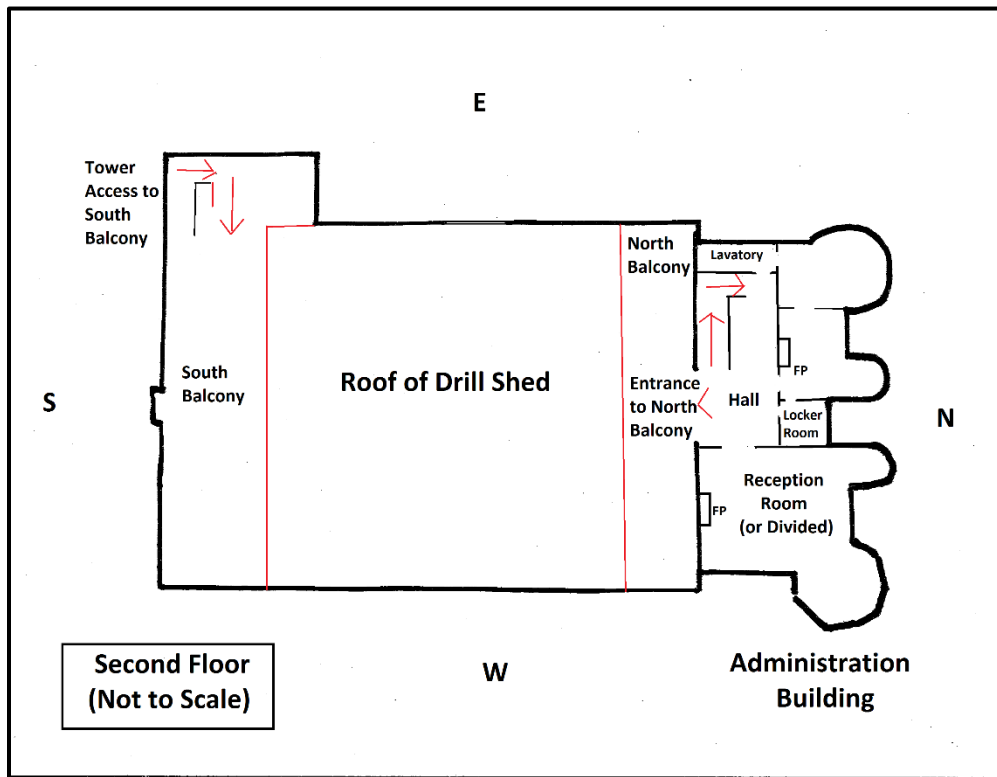 E
Tower
Access to
South
Balcony
North
Balcony
Lavatory
South
Balcony
Roof of Drill Shed
Entrance
to North
Balcony
Hall
FP
Locker
Room
S
N
Reception
Room
(or Divided)
FP
Second Floor
(Not to Scale)
W
Administration
Building